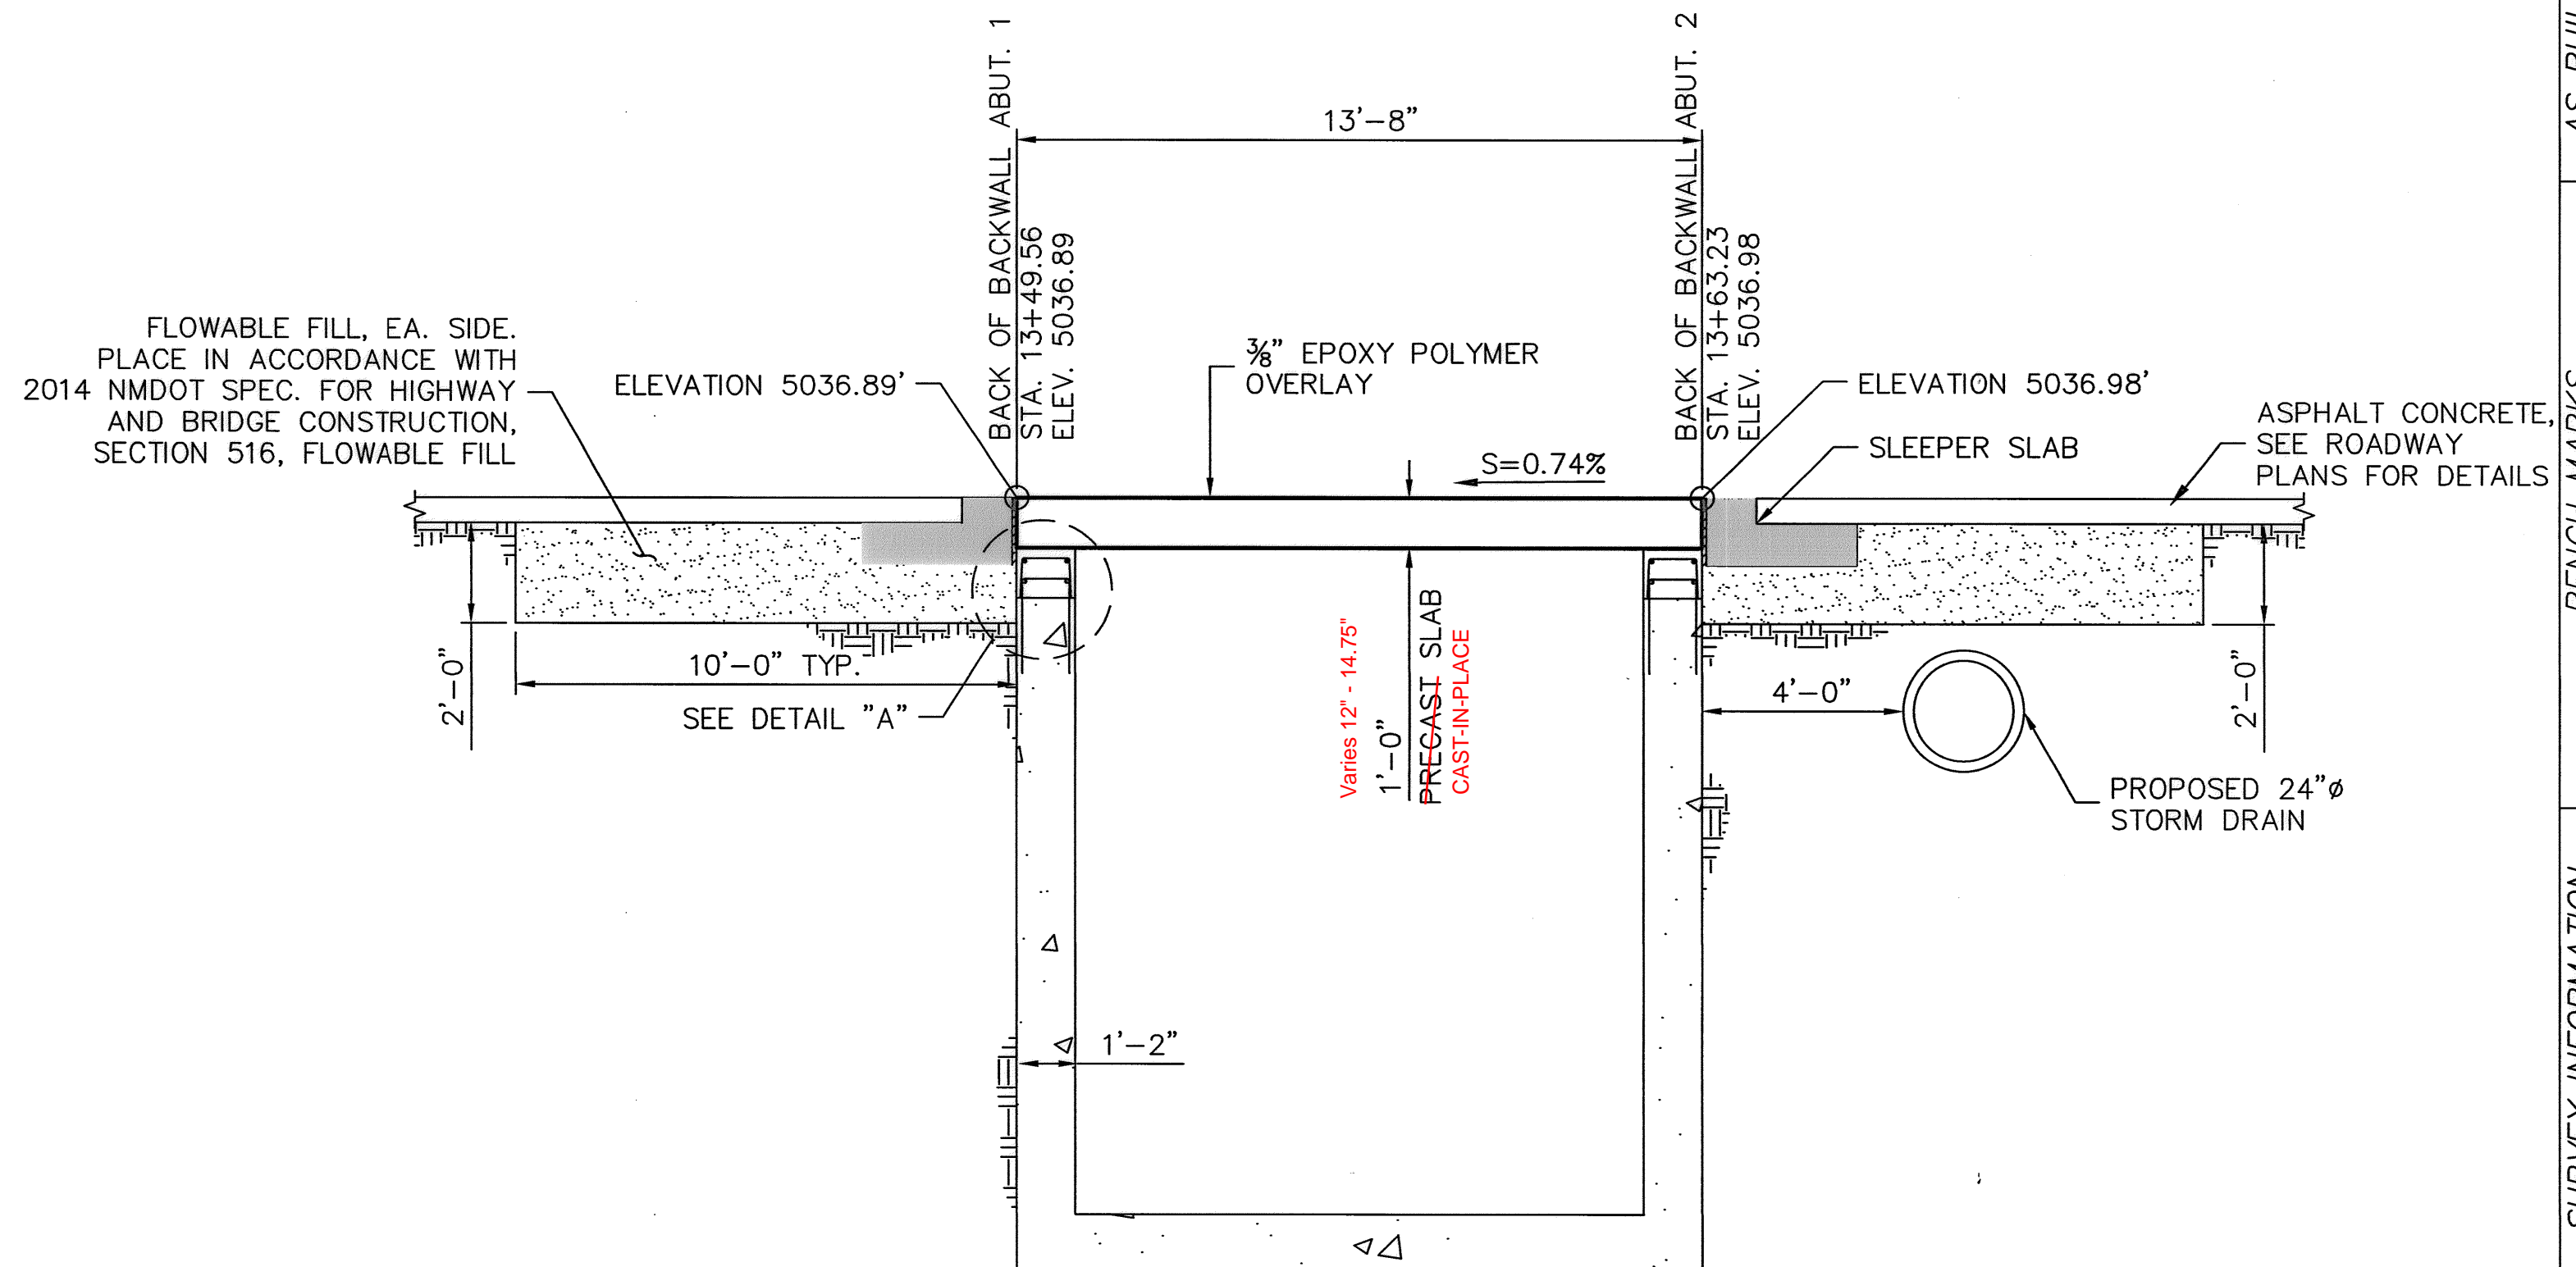 BACK OF BACKWALL ABUT. 1
STA. 13+49.56
ELEV. 5036.89
BACK OF BACKWALL ABUT. 2
STA. 13+63.23
ELEV. 5036.98
13'-8"
FLOWABLE FILL, EA. SIDE.
PLACE IN ACCORDANCE WITH
2014 NMDOT SPEC. FOR HIGHWAY
AND BRIDGE CONSTRUCTION,
SECTION 516, FLOWABLE FILL
ELEVATION 5036.89'
3/8" EPOXY POLYMER
OVERLAY
S=0.74%
ELEVATION 5036.98'
SLEEPER SLAB
ASPHALT CONCRETE,
SEE ROADWAY
PLANS FOR DETAILS
2'-0"
10'-0" TYP.
SEE DETAIL "A"
Varies 12" - 14.75"
1'-0"
PRECAST SLAB
CAST-IN-PLACE
4'-0"
2'-0"
PROPOSED 24"ø
STORM DRAIN
1'-2"
BENCH MARKS
SURVEY INFORMATION